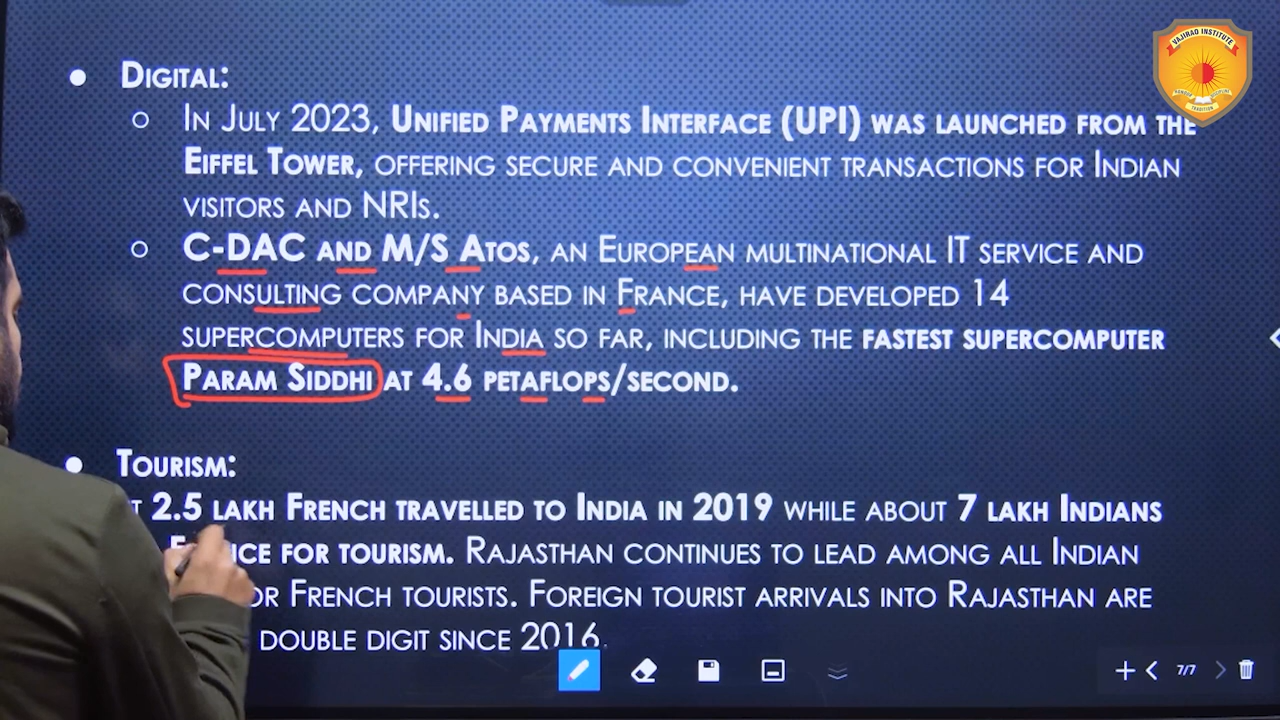 VAJIRAO INSTITUTE
TRADITION
DIGITAL:
IN JULY 2023, UNIFIED PAYMENTS INTERFACE (UPI) WAS LAUNCHED FROM THE
EIFFEL TOWER, OFFERING SECURE AND CONVENIENT TRANSACTIONS FOR INDIAN
VISITORS AND NRIS.
C-DAC AND M/S ATOS, AN EUROPEAN MULTINATIONAL IT SERVICE AND
CONSULTING COMPANY BASED IN FRANCE, HAVE DEVELOPED 14
SUPERCOMPUTERS FOR INDIA SO FAR, INCLUDING THE FASTEST SUPERCOMPUTER
PARAM SIDDHI AT 4.6 PETAFLOPS/SECOND.
TOURISM:
2.5 LAKH FRENCH TRAVELLED TO INDIA IN 2019 WHILE ABOUT 7 LAKH INDIANS
FOR TOURISM. RAJASTHAN CONTINUES TO LEAD AMONG ALL INDIAN
FRENCH TOURISTS. FOREIGN TOURIST ARRIVALS INTO RAJASTHAN ARE
DOUBLE DIGIT SINCE 2016.
7/7